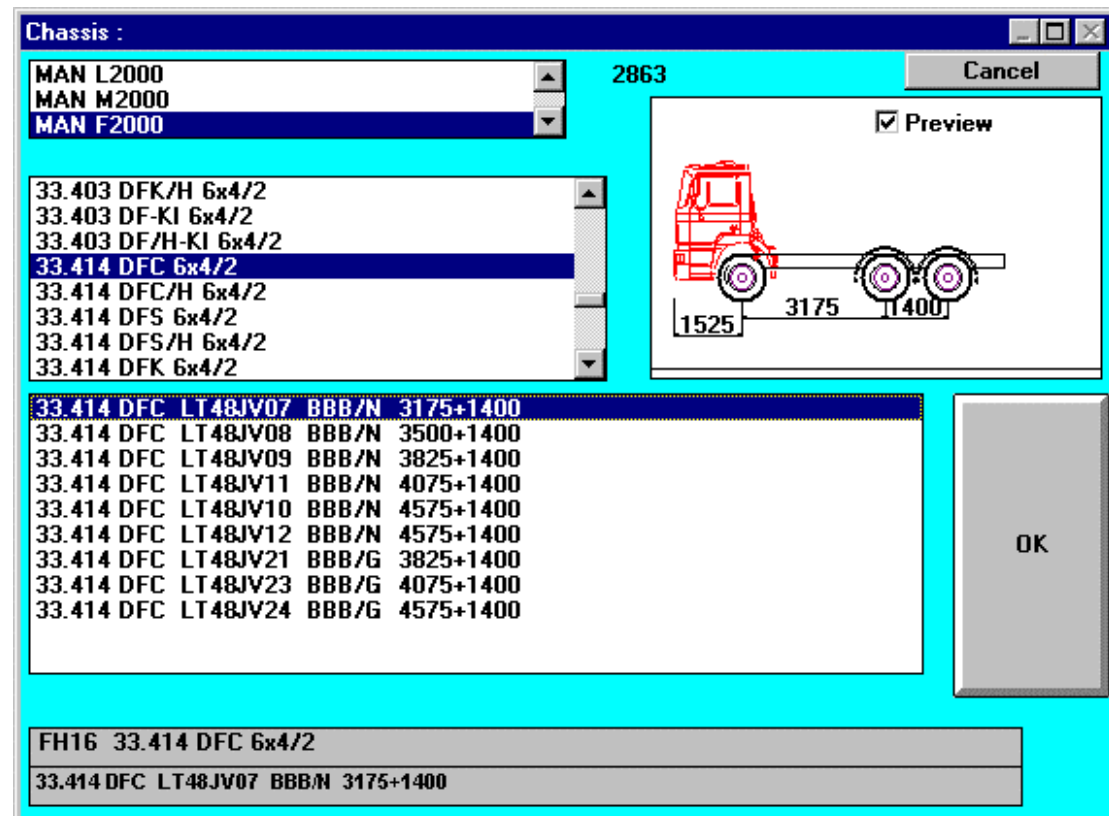 Chassis :
MAN L2000
MAN M2000
MAN F2000
2863
Cancel
Preview
33.403 DFK/H 6x4/2
33.403 DF-KI 6x4/2
33.403 DF/H-KI 6x4/2
33.414 DFC 6x4/2
33.414 DFC/H 6x4/2
33.414 DFS 6x4/2
33.414 DFS/H 6x4/2
33.414 DFK 6x4/2
1525
3175
1400
33.414 DFC LT48JV07 BBB/N 3175+1400
33.414 DFC LT48JV08 BBB/N 3500+1400
33.414 DFC LT48JV09 BBB/N 3825+1400
33.414 DFC LT48JV11 BBB/N 4075+1400
33.414 DFC LT48JV10 BBB/N 4575+1400
33.414 DFC LT48JV12 BBB/N 4575+1400
33.414 DFC LT48JV21 BBB/G 3825+1400
33.414 DFC LT48JV23 BBB/G 4075+1400
33.414 DFC LT48JV24 BBB/G 4575+1400
OK
FH16 33.414 DFC 6x4/2
33.414 DFC LT48JV07 BBB/N 3175+1400